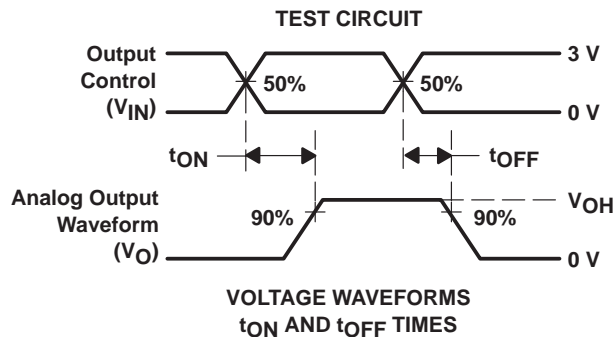 TEST CIRCUIT
Output
Control
(VIN)
3 V
50%
50%
0 V
tON
tOFF
Analog Output
Waveform
(VO)
90%
90%
VOH
0 V
VOLTAGE WAVEFORMS
tON AND tOFF TIMES